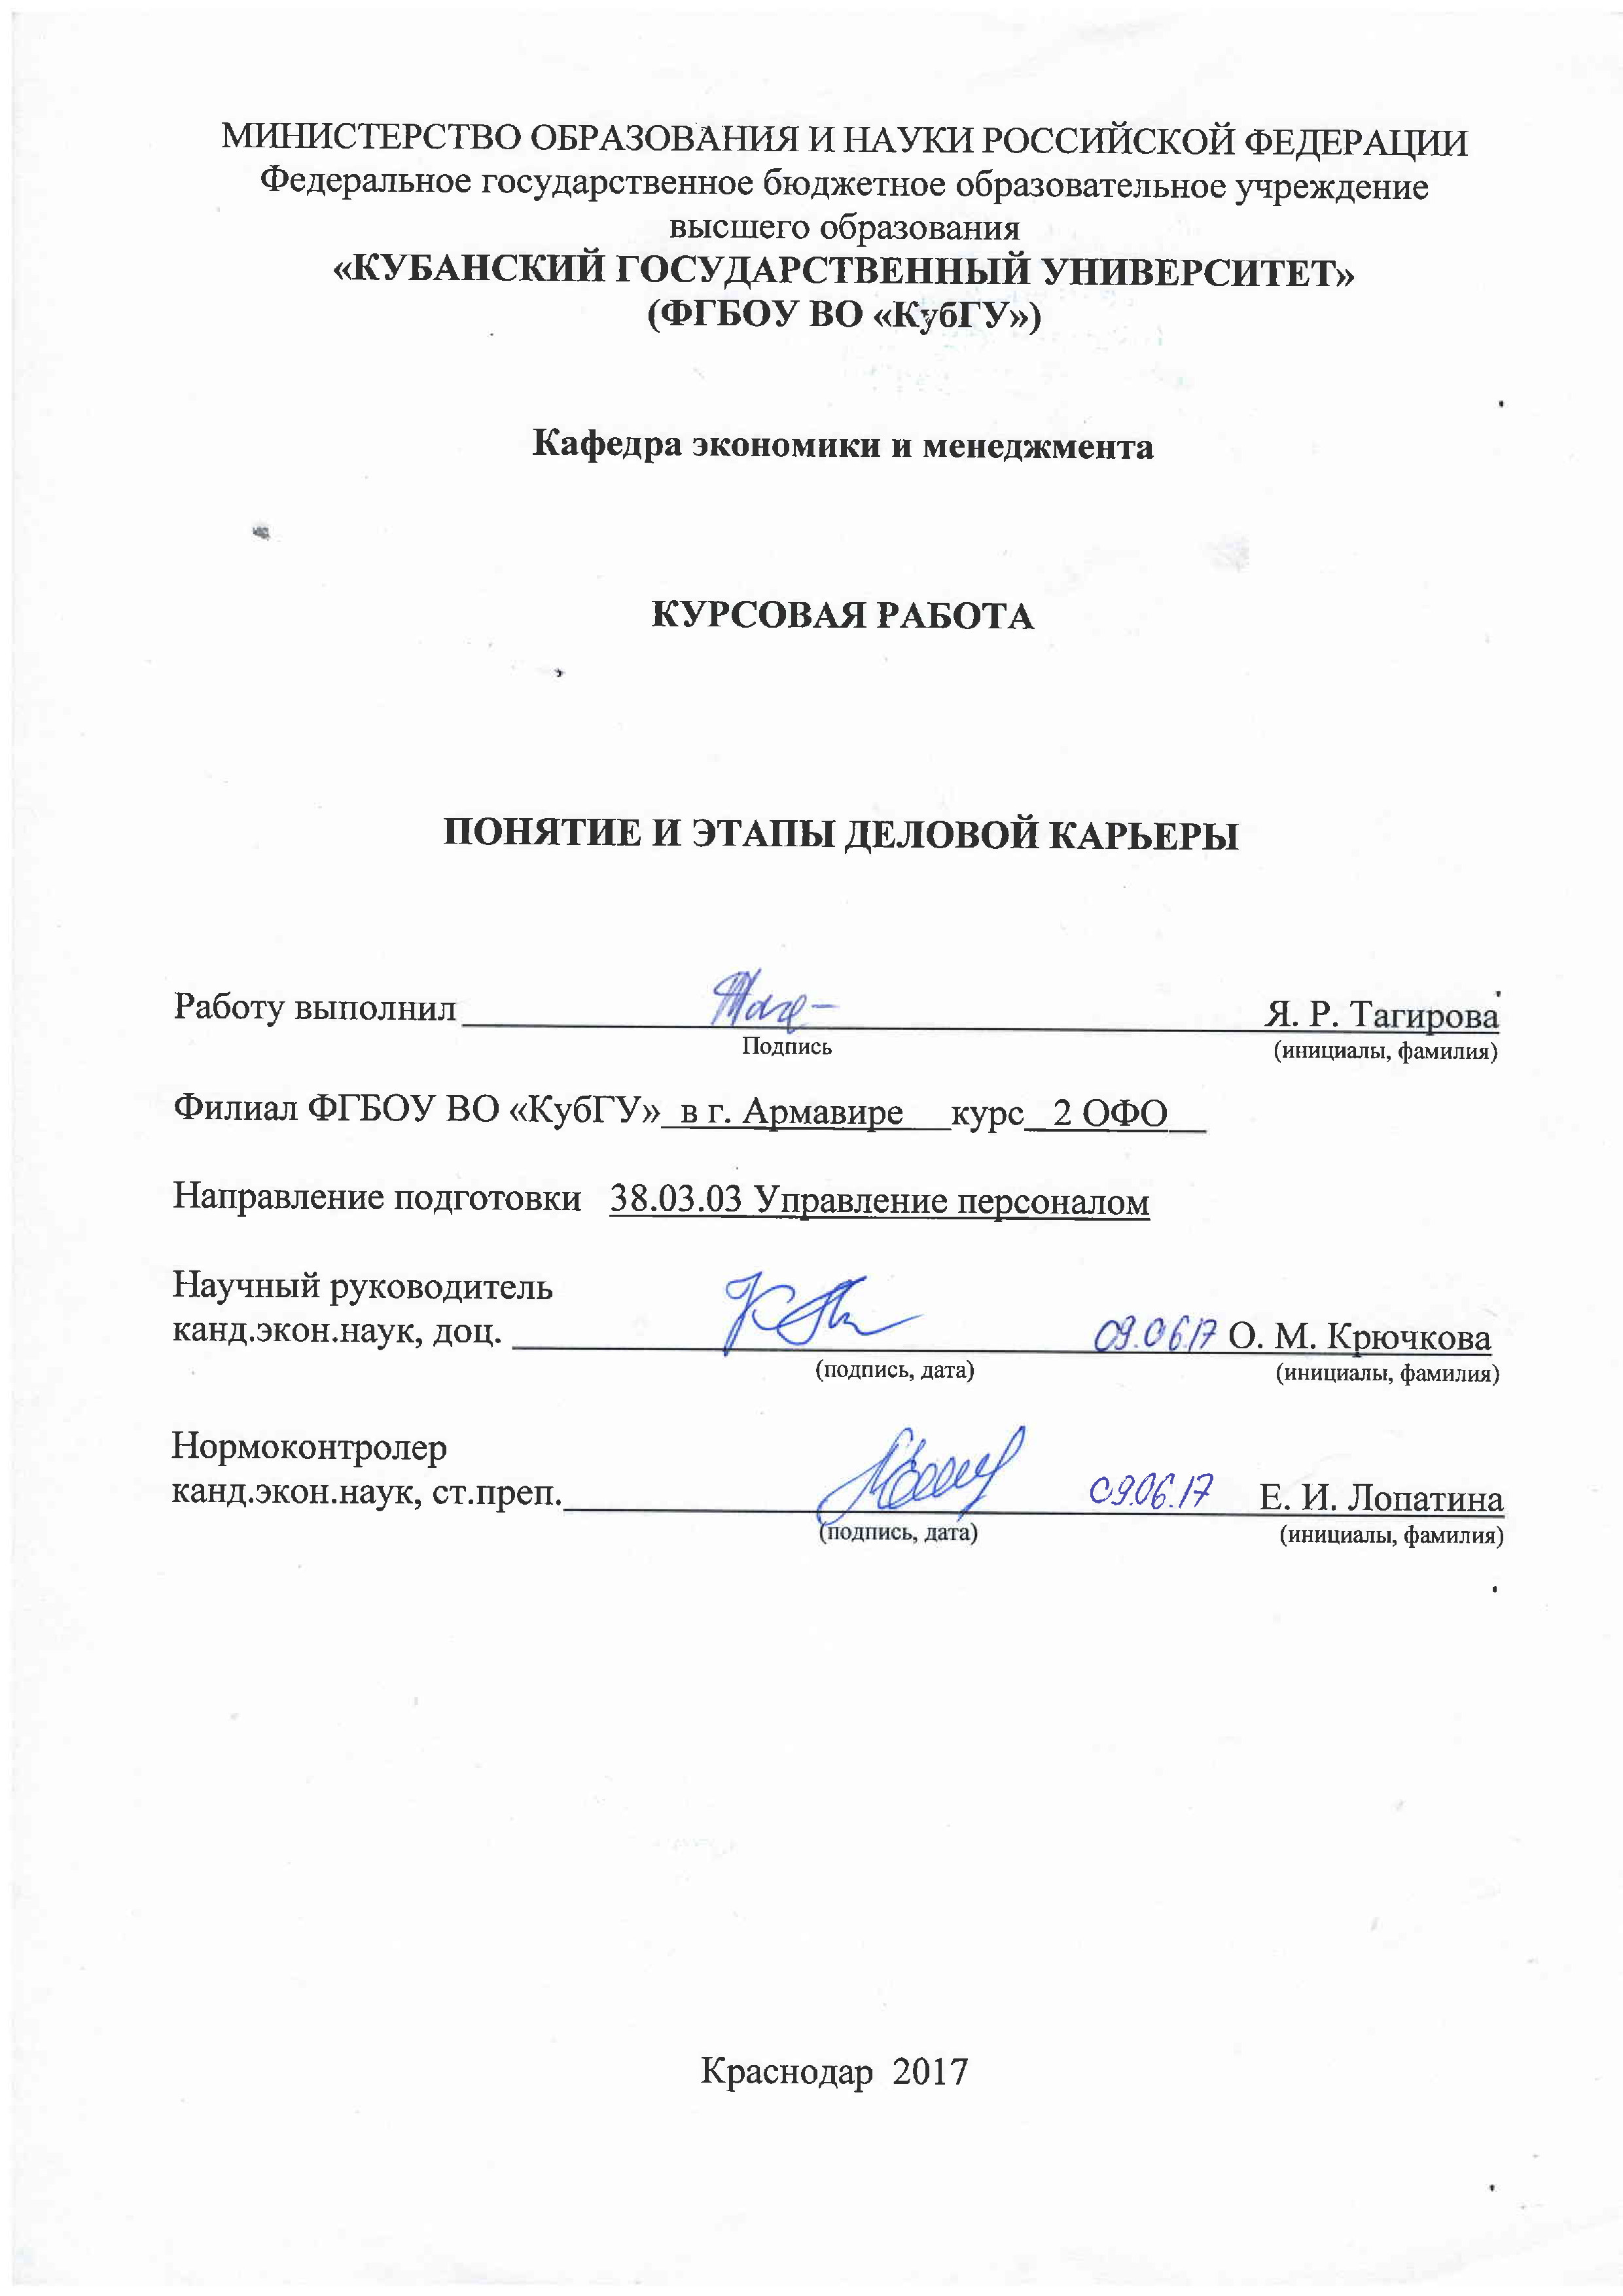 МИНИСТЕРСТВО ОБРАЗОВАНИЯ И НАУКИ РОССИЙСКОЙ ФЕДЕРАЦИИ
Федеральное государственное бюджетное образовательное учреждение
высшего образования
«КУБАНСКИЙ ГОСУДАРСТВЕННЫЙ УНИВЕРСИТЕТ»
(ФГБОУ ВО «КубГУ»)
Кафедра экономики и менеджмента
КУРСОВАЯ РАБОТА
ПОНЯТИЕ И ЭТАПЫ ДЕЛОВОЙ КАРЬЕРЫ
Работу выполнил Я. Р. Тагирова
Подпись (инициалы, фамилия)
Филиал ФГБОУ ВО «КубГУ» в г. Армавире курс 2 ОФО
Направление подготовки 38.03.03 Управление персоналом
Научный руководитель
канд.экон.наук, доц. 09.06.17 О. М. Крючкова
(подпись, дата) (инициалы, фамилия)
Нормоконтролер
канд.экон.наук, ст.преп. 09.06.17 Е. И. Лопатина
(подпись, дата) (инициалы, фамилия)
Краснодар 2017